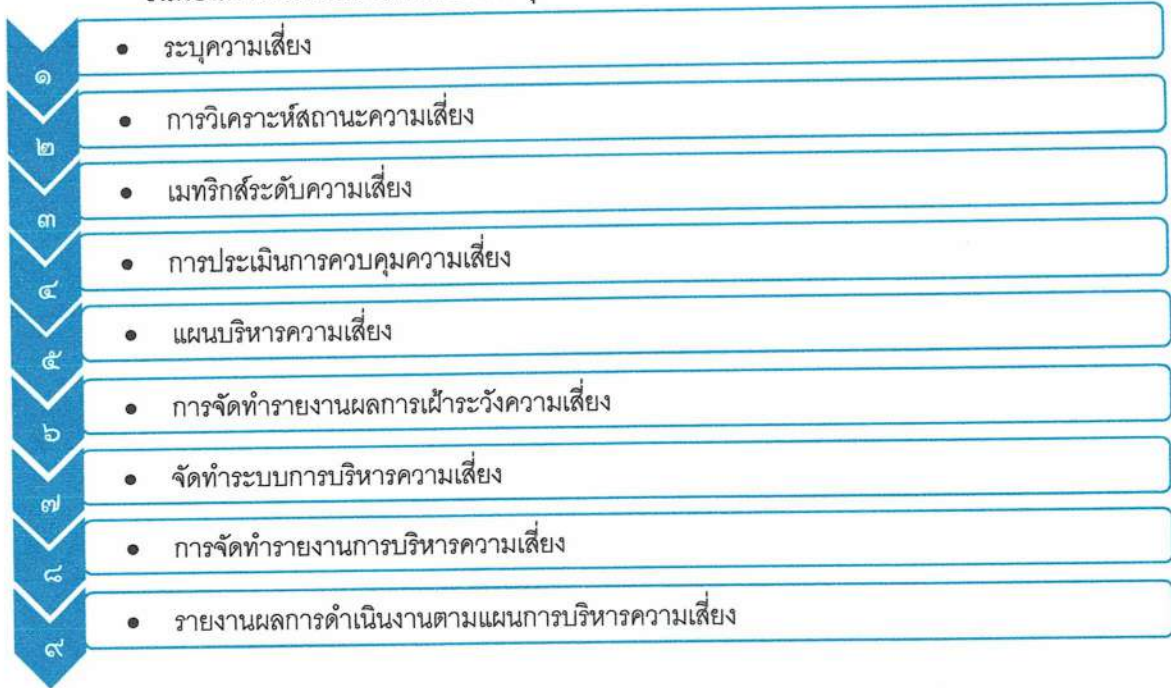 ๑ • ระบุความเสี่ยง
๒ • การวิเคราะห์สถานะความเสี่ยง
๓ • เมทริกส์ระดับความเสี่ยง
๔ • การประเมินการควบคุมความเสี่ยง
๕ • แผนบริหารความเสี่ยง
๖ • การจัดทำรายงานผลการเฝ้าระวังความเสี่ยง
๗ • จัดทำระบบการบริหารความเสี่ยง
๘ • การจัดทำรายงานการบริหารความเสี่ยง
๙ • รายงานผลการดำเนินงานตามแผนการบริหารความเสี่ยง